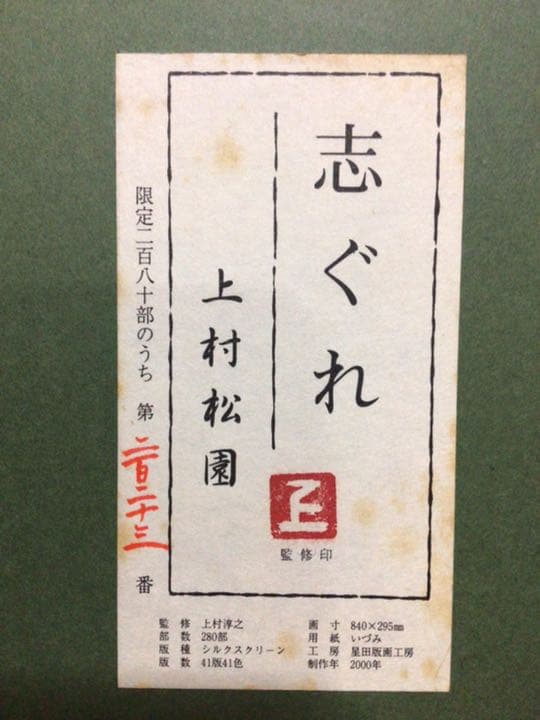 志ぐれ
上村松園
監修印
限定二百八十部のうち 第二百二十三番
監修 上村淳之
部数 280部
版種 シルクスクリーン
版数 41版41色
画寸 840×295㎜
用紙 いづみ
工房 星田版画工房
制作年 2000年